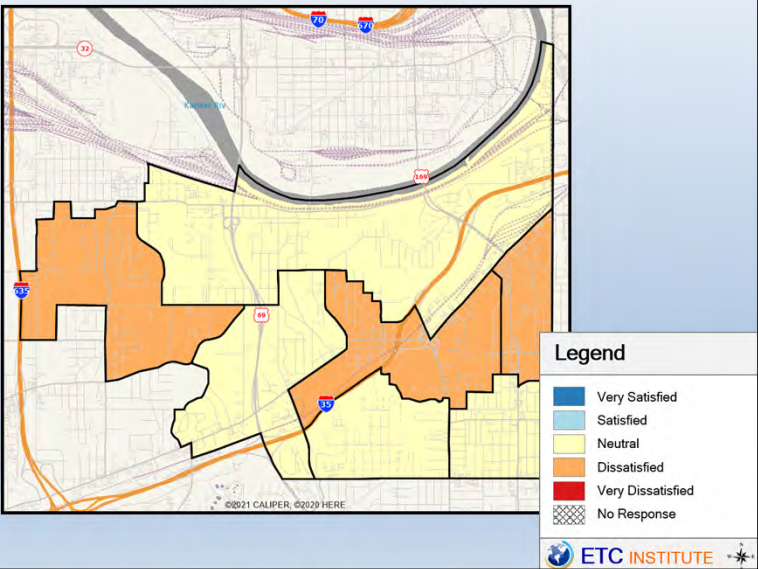 70
670
32
Kansas Riv
169
635
69
35
©2021 CALIPER; ©2020 HERE
Legend
Very Satisfied
Satisfied
Neutral
Dissatisfied
Very Dissatisfied
No Response
ETC INSTITUTE